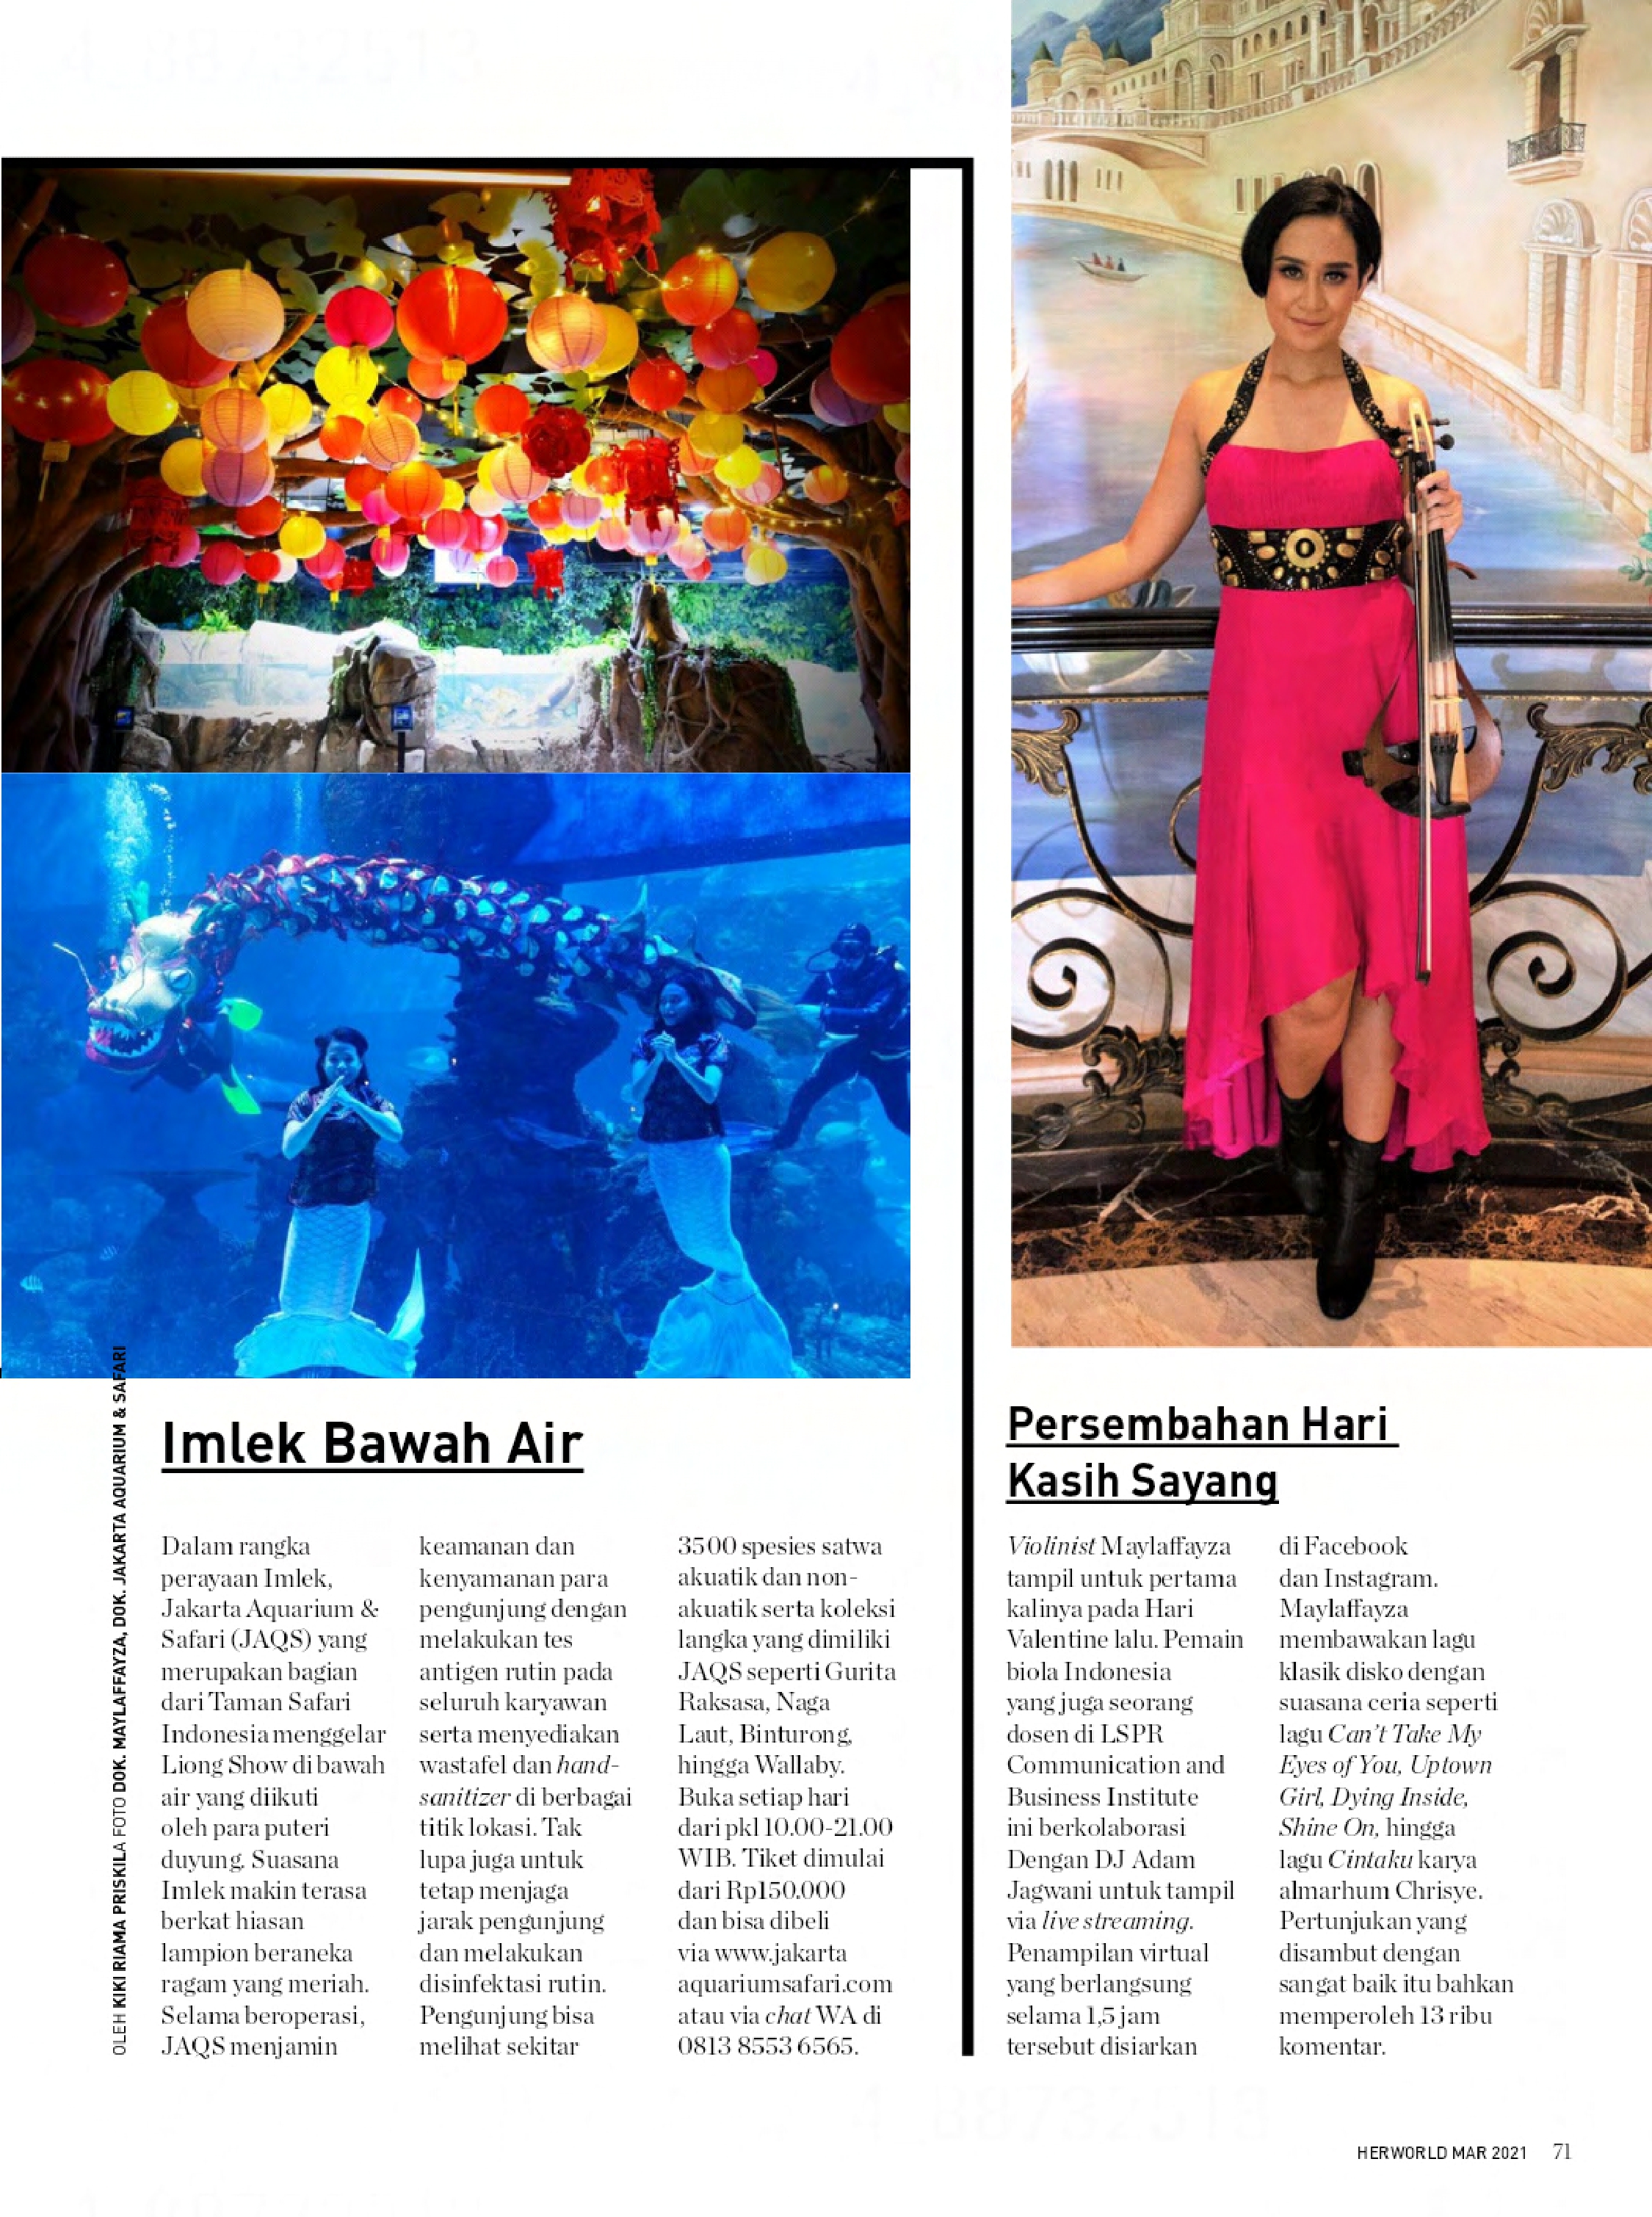 Imlek Bawah Air
Dalam rangka
perayaan Imlek,
Jakarta Aquarium &
Safari (JAQS) yang
merupakan bagian
dari Taman Safari
Indonesia menggelar
Liong Show di bawah
air yang diikuti
oleh para puteri
duyung. Suasana
Imlek makin terasa
berkat hiasan
lampion beraneka
ragam yang meriah.
Selama beroperasi,
JAQS menjamin
keamanan dan
kenyamanan para
pengunjung dengan
melakukan tes
antigen rutin pada
seluruh karyawan
serta menyediakan
wastafel dan hand-
sanitizer di berbagai
titik lokasi. Tak
lupa juga untuk
tetap menjaga
jarak pengunjung
dan melakukan
disinfektasi rutin.
Pengunjung bisa
melihat sekitar
3500 spesies satwa
akuatik dan non-
akuatik serta koleksi
langka yang dimiliki
JAQS seperti Gurita
Raksasa, Naga
Laut, Binturong,
hingga Wallaby.
Buka setiap hari
dari pkl 10.00-21.00
WIB. Tiket dimulai
dari Rp150.000
dan bisa dibeli
via www.jakarta
aquariumsafari.com
atau via chat WA di
0813 8553 6565.
OLEH KIKI RIAMA PRISKILA FOTO DOK. MAYLAFFAYZA, DOK. JAKARTA AQUARIUM & SAFARI
Persembahan Hari
Kasih Sayang
Violinist Maylaffayza
tampil untuk pertama
kalinya pada Hari
Valentine lalu. Pemain
biola Indonesia
yang juga seorang
dosen di LSPR
Communication and
Business Institute
ini berkolaborasi
Dengan DJ Adam
Jagwani untuk tampil
via live streaming.
Penampilan virtual
yang berlangsung
selama 1,5 jam
tersebut disiarkan
di Facebook
dan Instagram.
Maylaffayza
membawakan lagu
klasik disko dengan
suasana ceria seperti
lagu Can't Take My
Eyes of You, Uptown
Girl, Dying Inside,
Shine On, hingga
lagu Cintaku karya
almarhum Chrisye.
Pertunjukan yang
disambut dengan
sangat baik itu bahkan
memperoleh 13 ribu
komentar.
HERWORLD MAR 2021 71